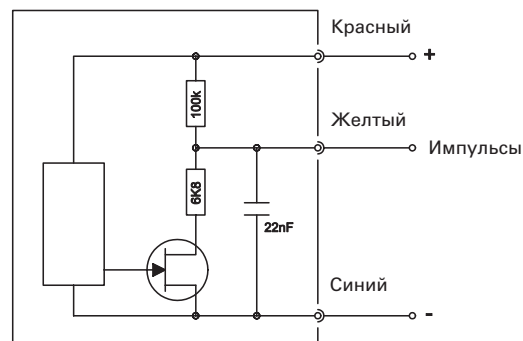 Красный
+
100k
Желтый
Импульсы
6K8
22nF
Синий
-